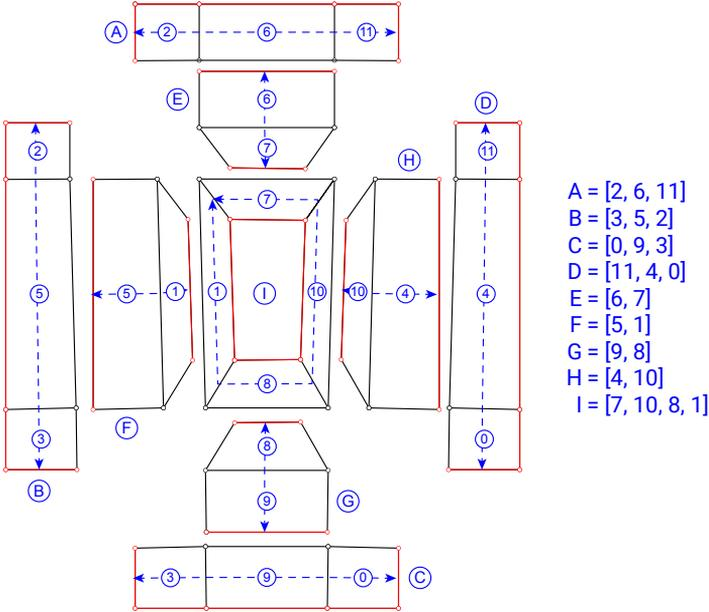 A 2 6 11
E 6
7
D
11
H
2
7
A = [2, 6, 11]
B = [3, 5, 2]
C = [0, 9, 3]
D = [11, 4, 0]
E = [6, 7]
F = [5, 1]
G = [9, 8]
H = [4, 10]
I = [7, 10, 8, 1]
5 5 1 1 I 10 10 4 4
8
F
3 8 0
B 9 G
3 9 0 C